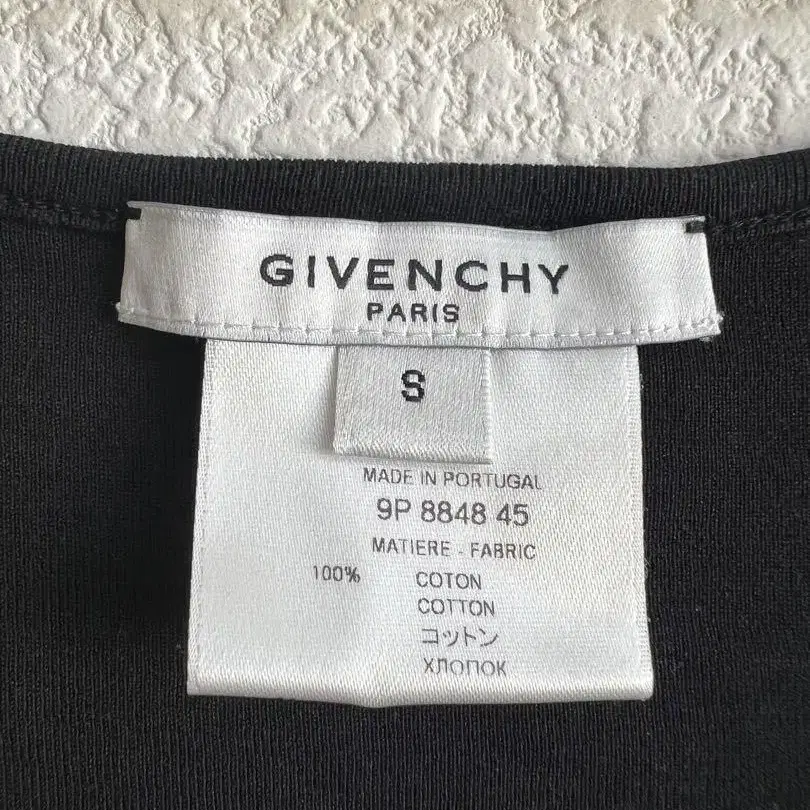 GIVENCHY
PARIS
S
MADE IN PORTUGAL
9P 8848 45
MATIERE - FABRIC
100% COTON
COTTON
コットン
ХЛОПОК